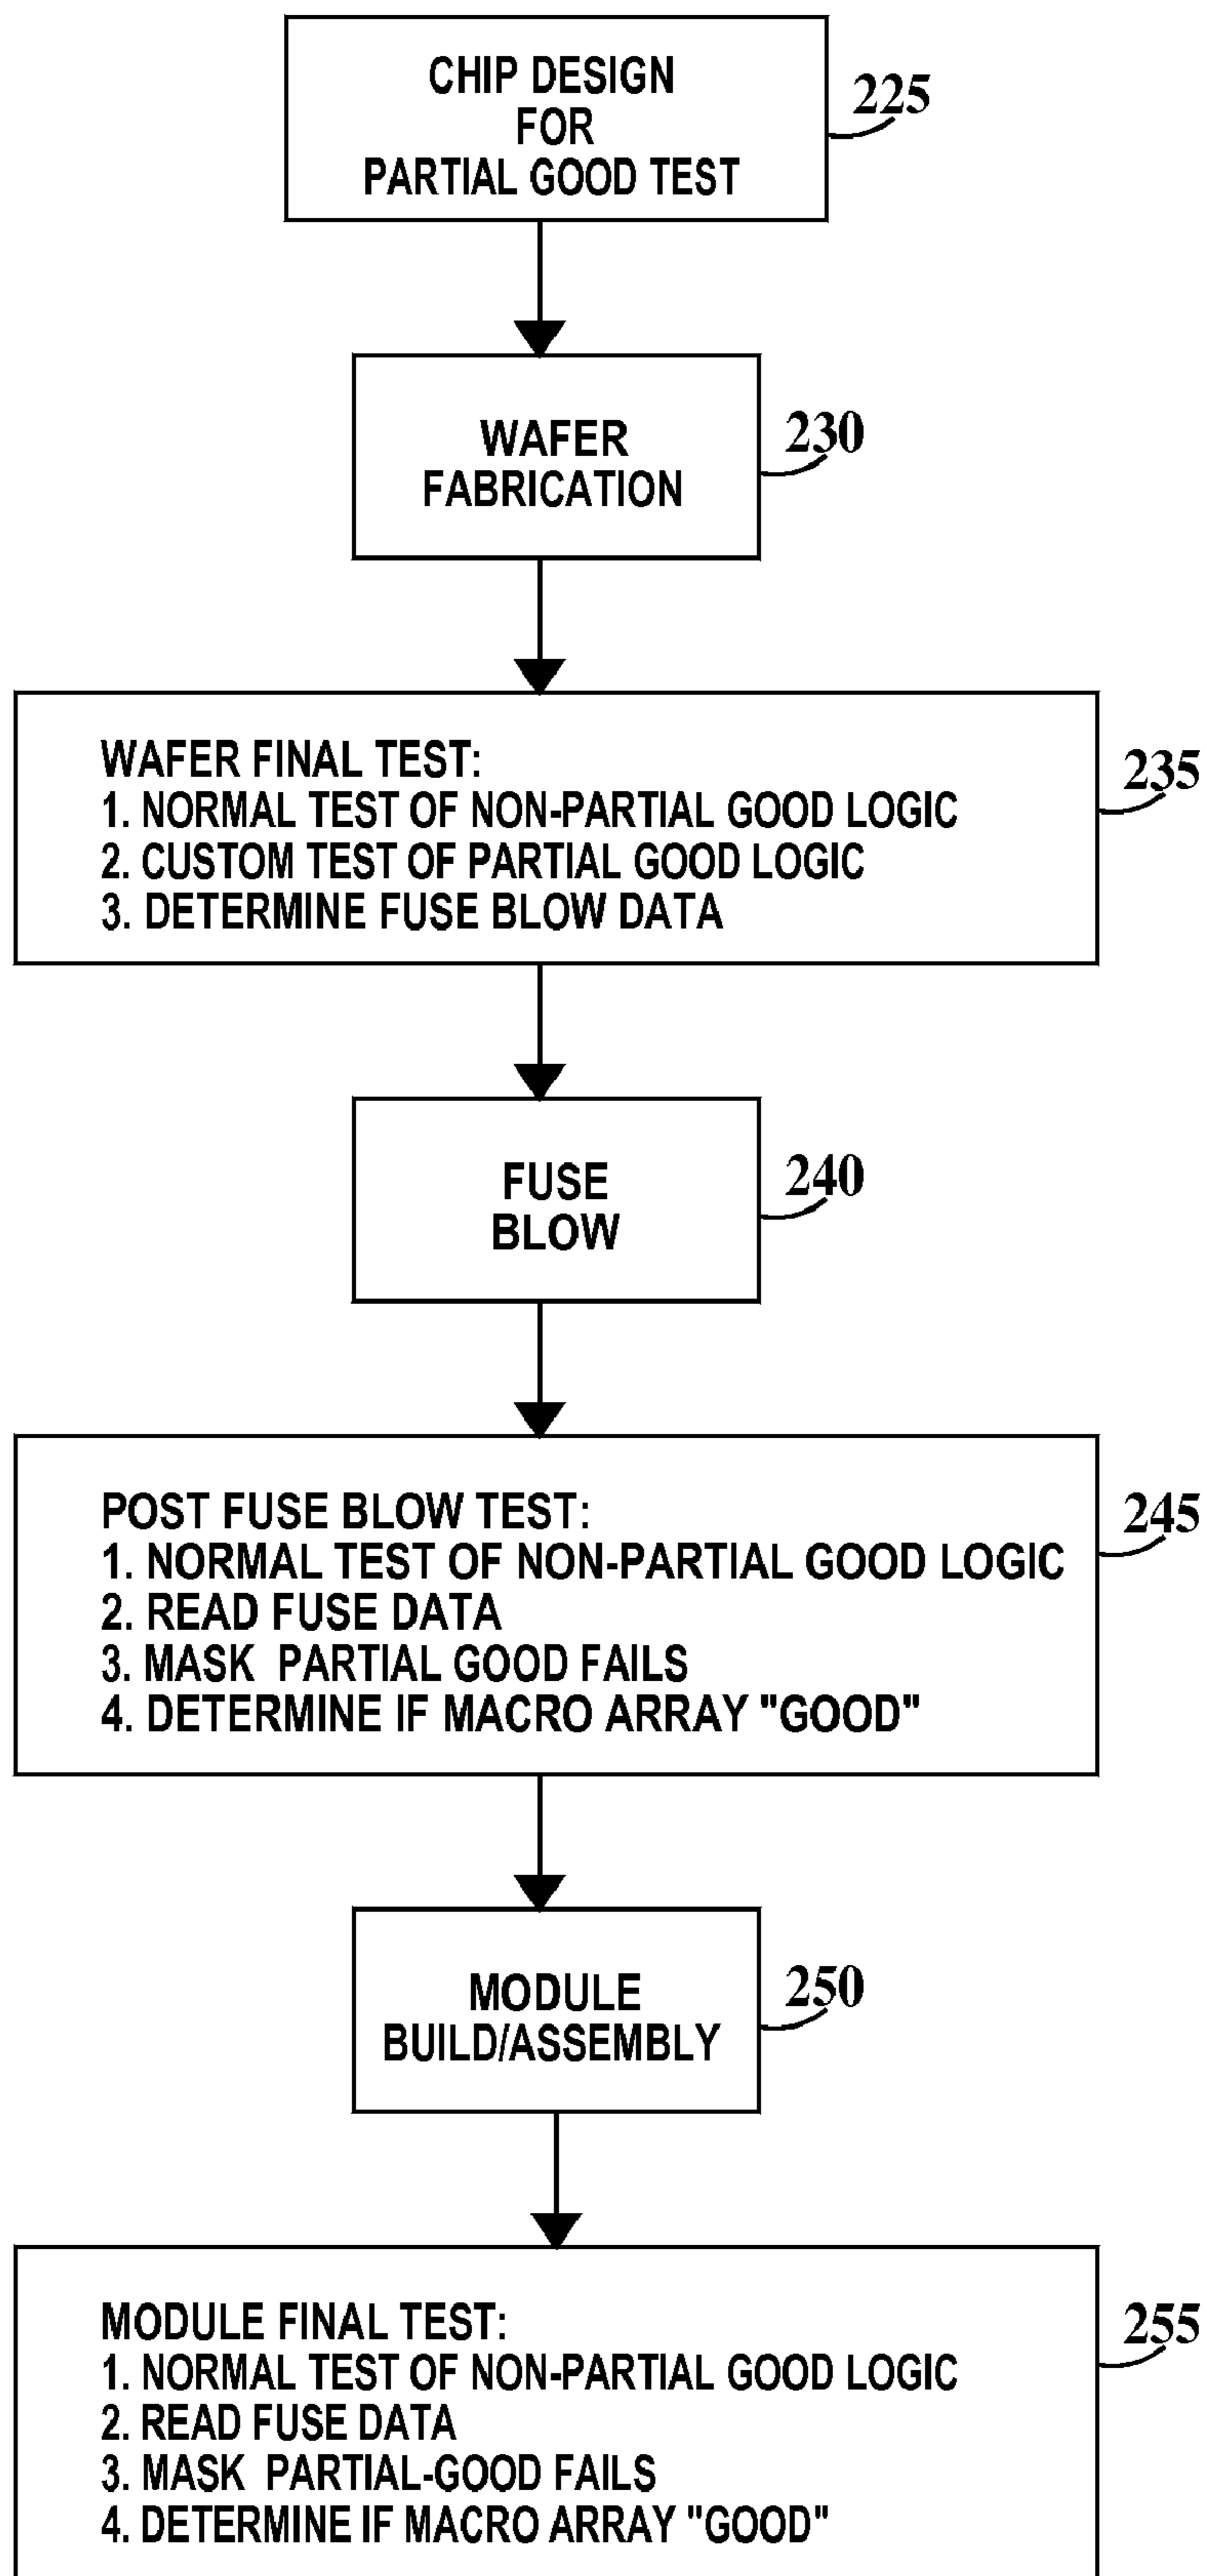 CHIP DESIGN
FOR
PARTIAL GOOD TEST
225
WAFER
FABRICATION
230
WAFER FINAL TEST:
1. NORMAL TEST OF NON-PARTIAL GOOD LOGIC
2. CUSTOM TEST OF PARTIAL GOOD LOGIC
3. DETERMINE FUSE BLOW DATA
235
FUSE
BLOW
240
POST FUSE BLOW TEST:
1. NORMAL TEST OF NON-PARTIAL GOOD LOGIC
2. READ FUSE DATA
3. MASK PARTIAL GOOD FAILS
4. DETERMINE IF MACRO ARRAY "GOOD"
245
MODULE
BUILD/ASSEMBLY
250
MODULE FINAL TEST:
1. NORMAL TEST OF NON-PARTIAL GOOD LOGIC
2. READ FUSE DATA
3. MASK PARTIAL-GOOD FAILS
4. DETERMINE IF MACRO ARRAY "GOOD"
255